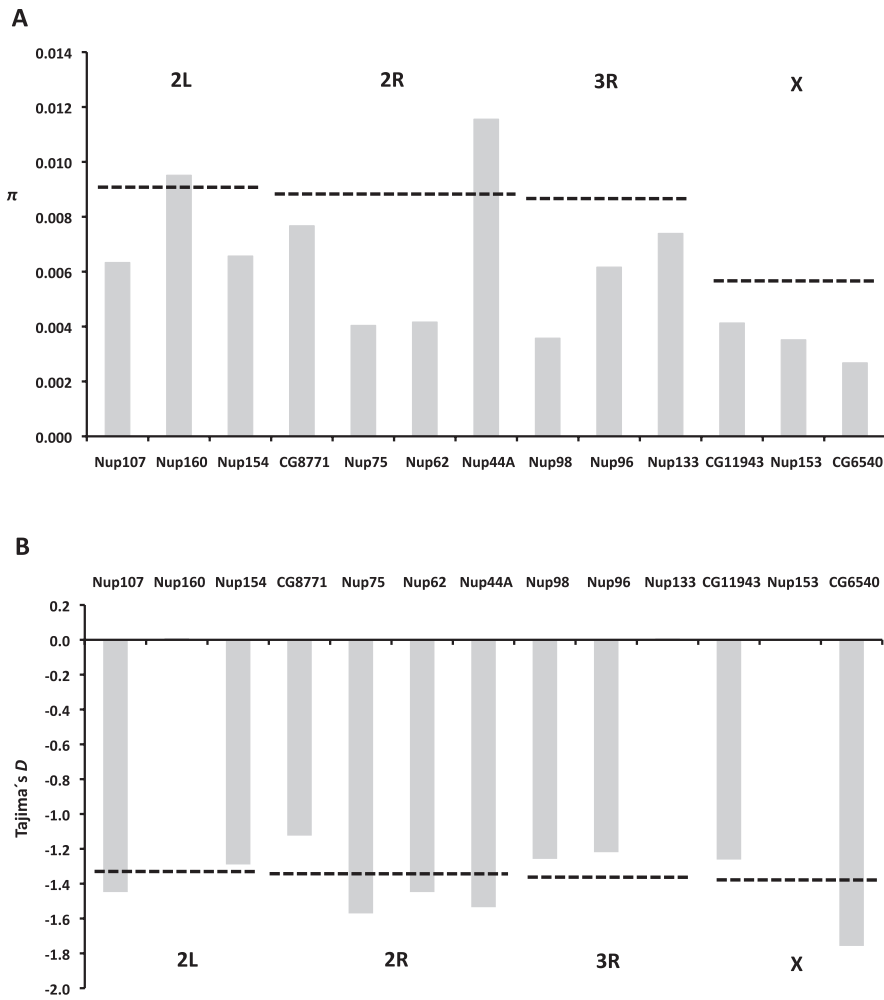 A
0.014
2L 2R 3R X
0.012
0.010
π
0.008
0.006
0.004
0.002
0.000
Nup107 Nup160 Nup154 CG8771 Nup75 Nup62 Nup44A Nup98 Nup96 Nup133 CG11943 Nup153 CG6540
B
Nup107 Nup160 Nup154 CG8771 Nup75 Nup62 Nup44A Nup98 Nup96 Nup133 CG11943 Nup153 CG6540
0.2
0.0
-0.2
-0.4
-0.6
-0.8
Tajima´s D
-1.0
-1.2
-1.4
-1.6
-1.8
2L 2R 3R X
-2.0